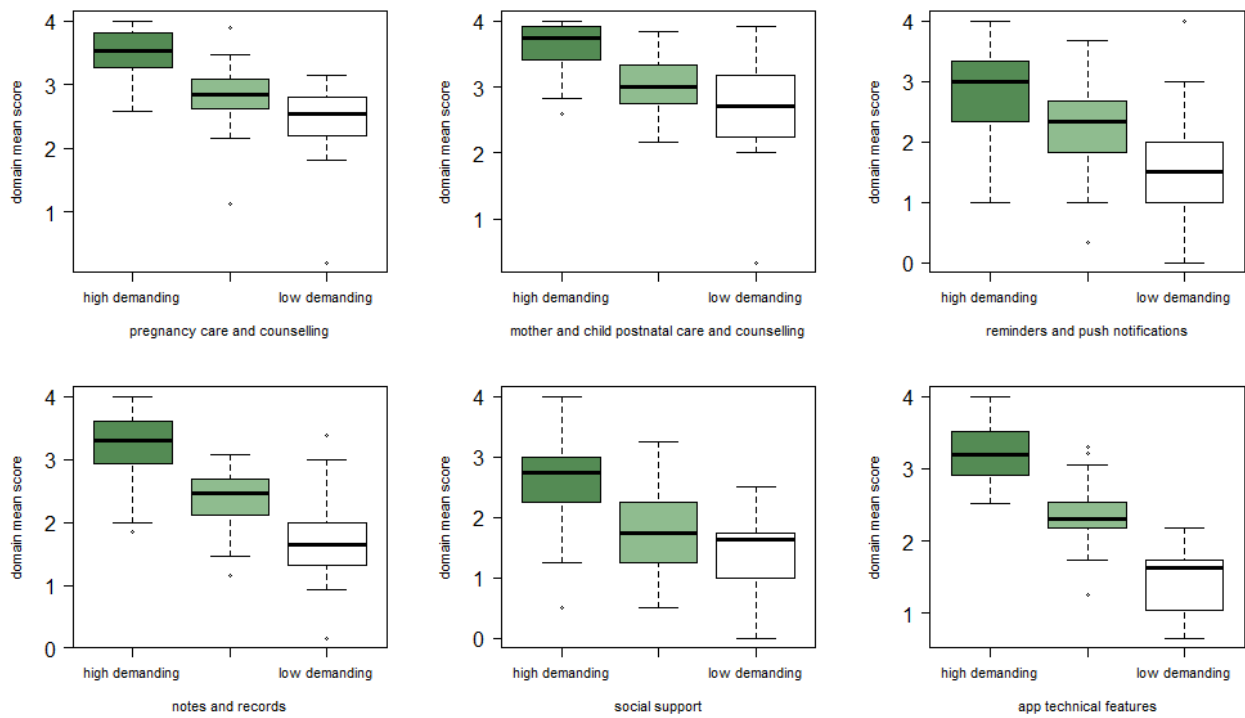 4
3
2
1
domain mean score
high demanding
low demanding
pregnancy care and counselling
4
3
2
1
domain mean score
high demanding
low demanding
mother and child postnatal care and counselling
4
3
2
1
0
domain mean score
high demanding
low demanding
reminders and push notifications
4
3
2
1
0
domain mean score
high demanding
low demanding
notes and records
4
3
2
1
0
domain mean score
high demanding
low demanding
social support
4
3
2
1
domain mean score
high demanding
low demanding
app technical features